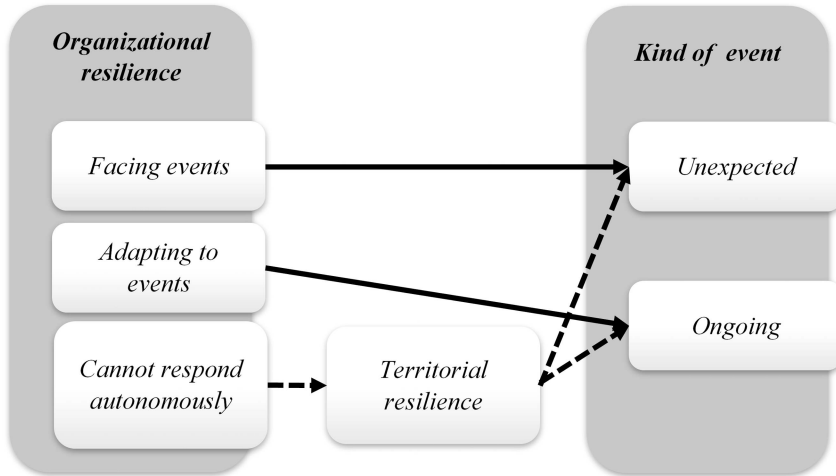 Organizational
resilience
Kind of event
Facing events
Unexpected
Adapting to
events
Ongoing
Cannot respond
autonomously
Territorial
resilience